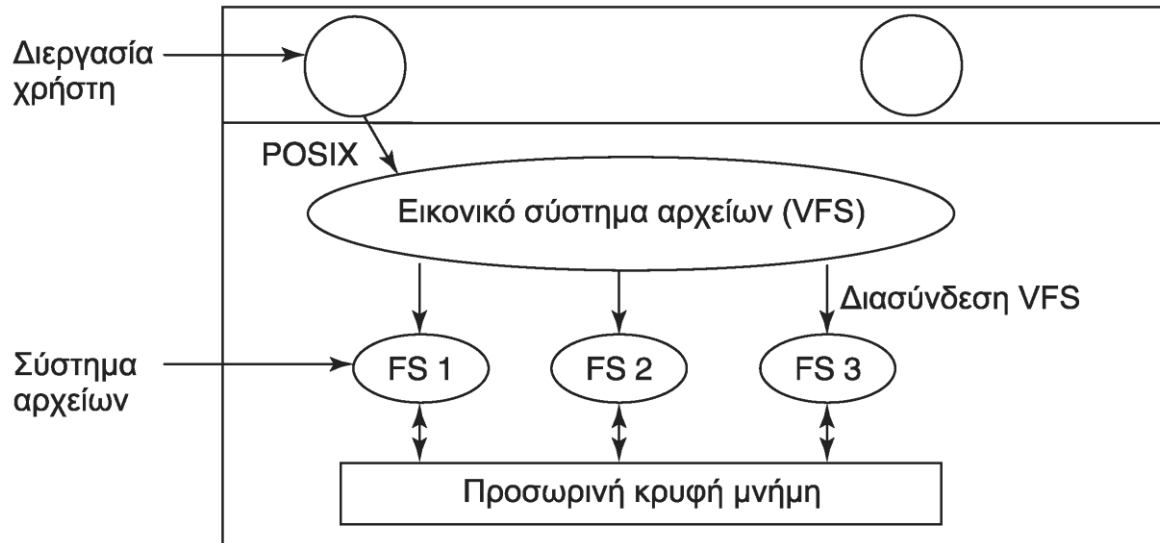 Διεργασία
χρήστη
POSIX
Εικονικό σύστημα αρχείων (VFS)
Διασύνδεση VFS
Σύστημα
αρχείων
FS 1
FS 2
FS 3
Προσωρινή κρυφή μνήμη